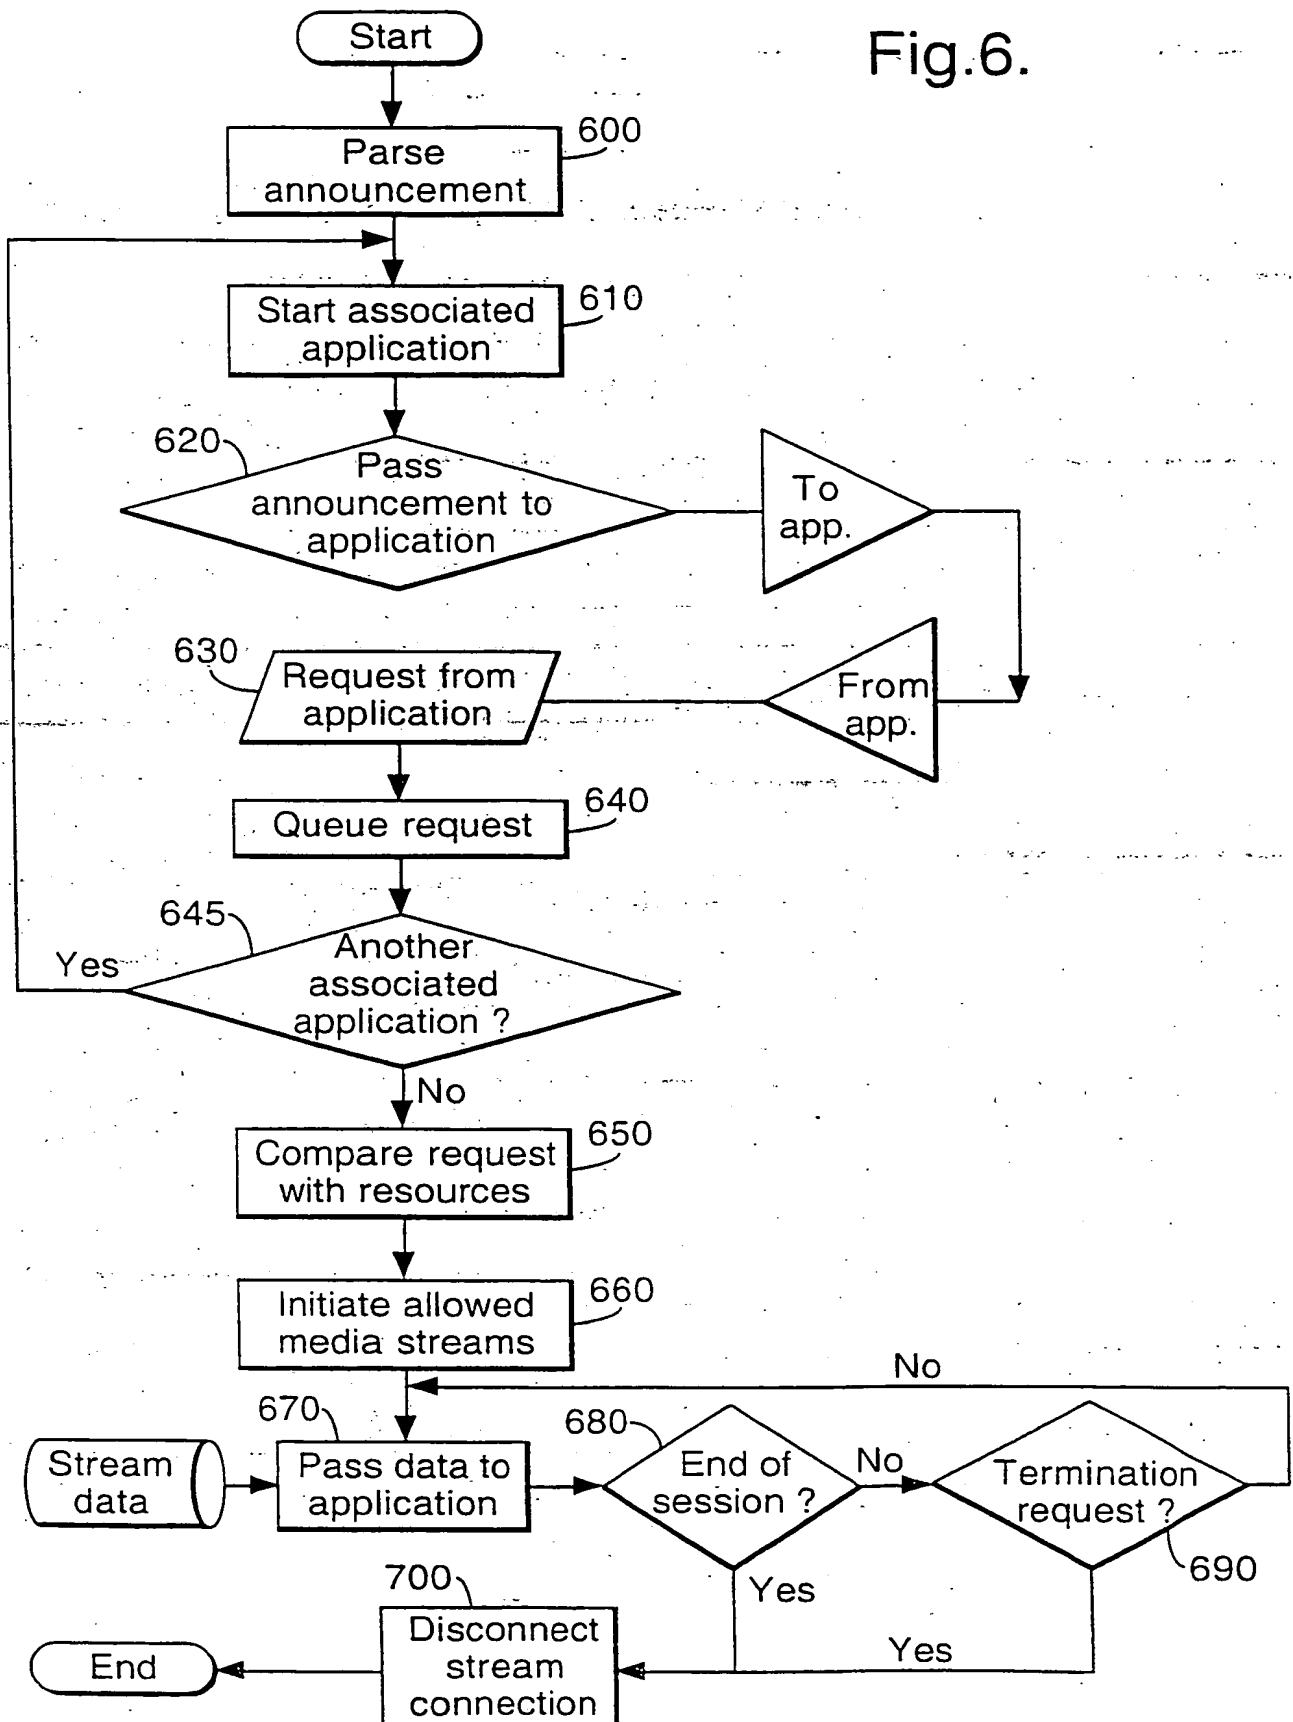 Start
Fig.6.
600
Parse
announcement
610
Start associated
application
620
Pass
announcement to
application
To
app.
630
Request from
application
From
app.
640
Queue request
645
Another
associated
application ?
Yes
No
650
Compare request
with resources
660
Initiate allowed
media streams
No
670
Stream
data
Pass data to
application
680
End of
session ?
No
Termination
request ?
690
Yes
700
Disconnect
stream
connection
Yes
End